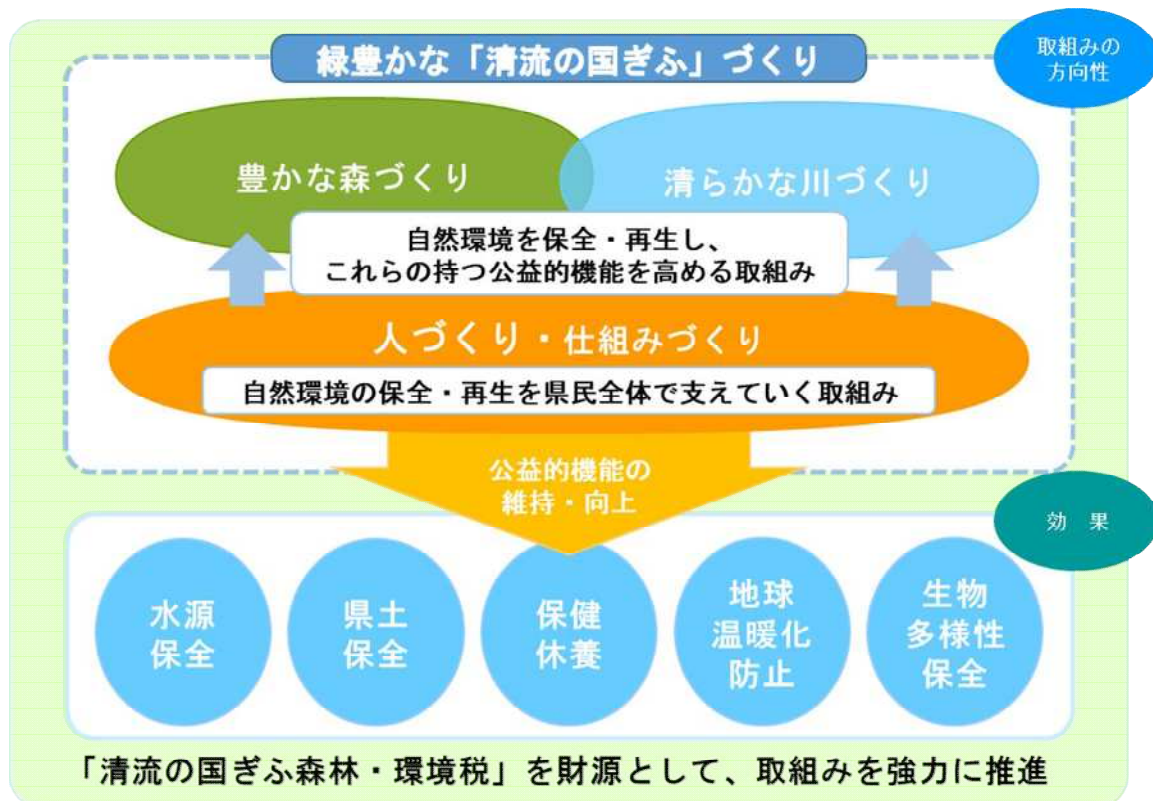 緑豊かな「清流の国ぎふ」づくり
取組みの
方向性
豊かな森づくり
清らかな川づくり
自然環境を保全・再生し、
これらの持つ公益的機能を高める取組み
人づくり・仕組みづくり
自然環境の保全・再生を県民全体で支えていく取組み
公益的機能の
維持・向上
効 果
水源
保全
県土
保全
保健
休養
地球
温暖化
防止
生物
多様性
保全
「清流の国ぎふ森林・環境税」を財源として、取組みを強力に推進